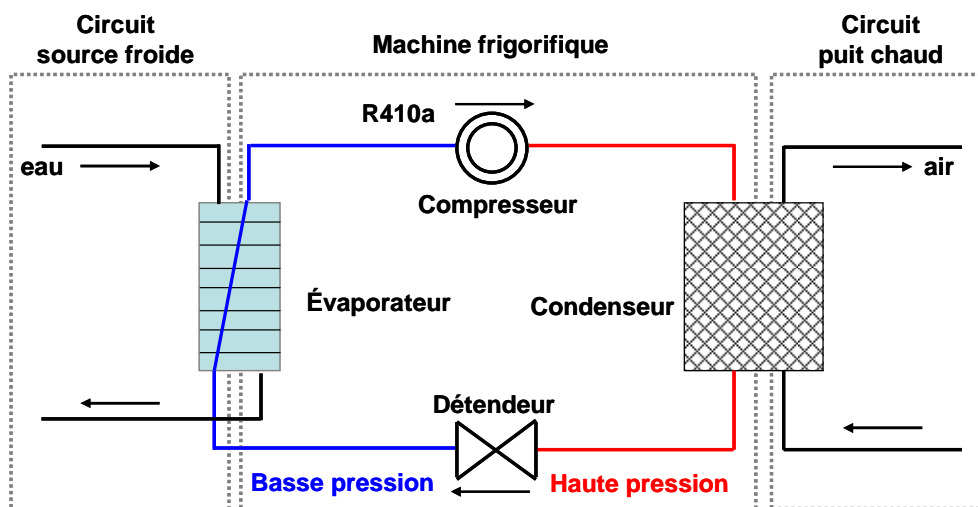 Circuit
source froide
Machine frigorifique
Circuit
puit chaud
R410a
eau
air
Compresseur
Évaporateur
Condenseur
Détendeur
Basse pression
Haute pression